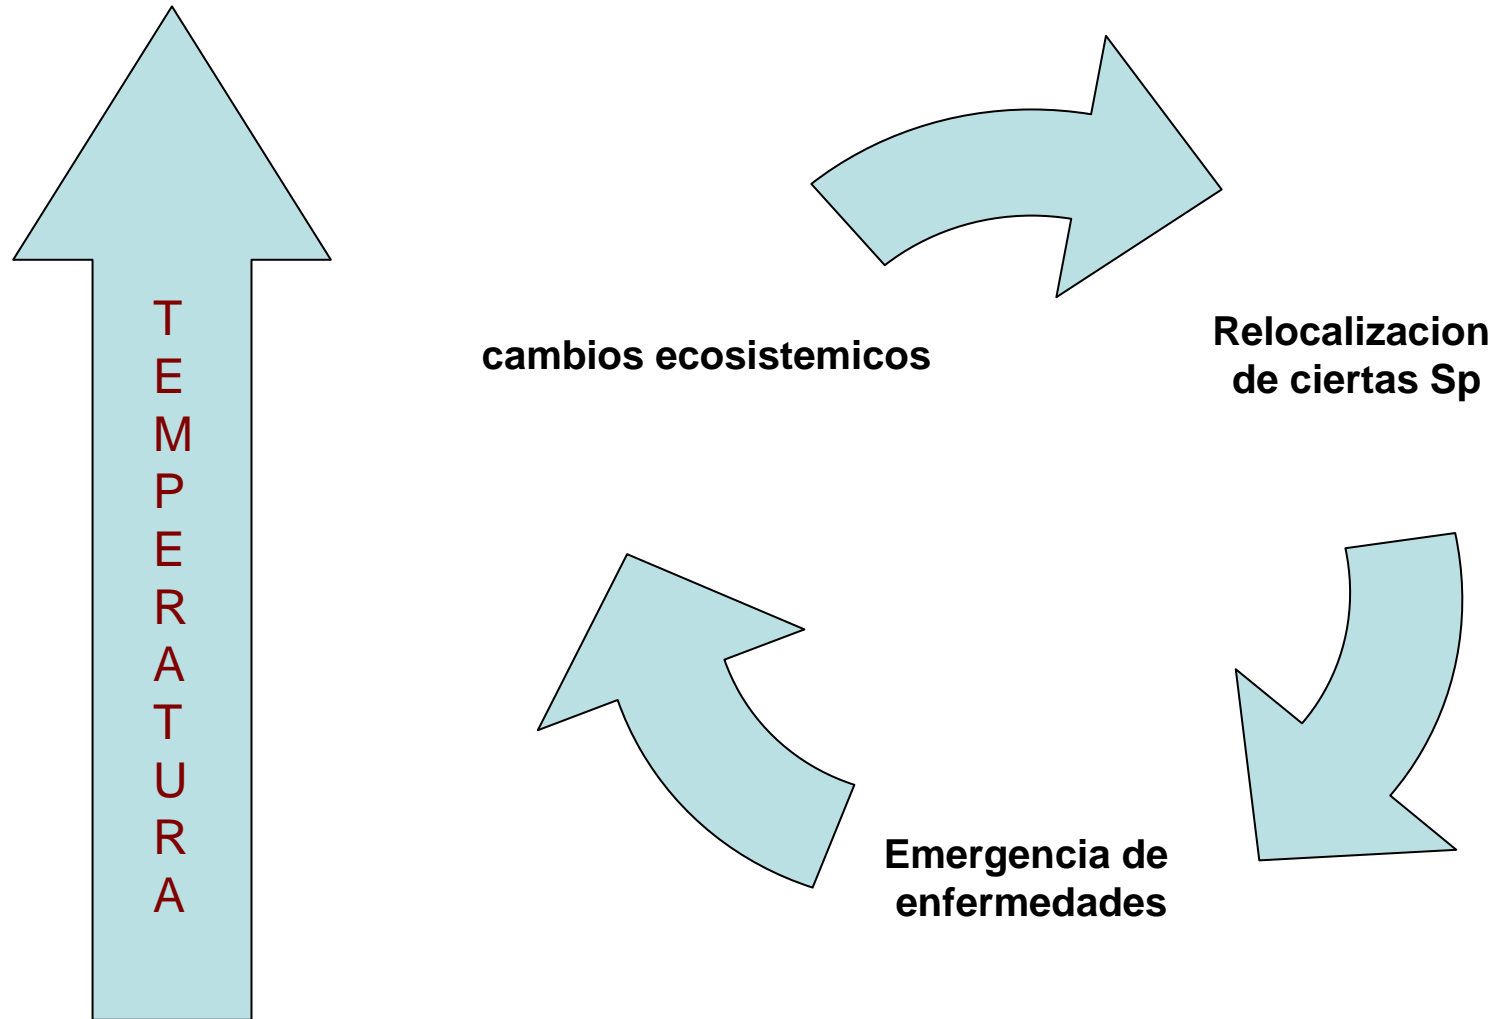 T
E
M
P
E
R
A
T
U
R
A
cambios ecosistemicos
Relocalizacion
de ciertas Sp
Emergencia de
enfermedades